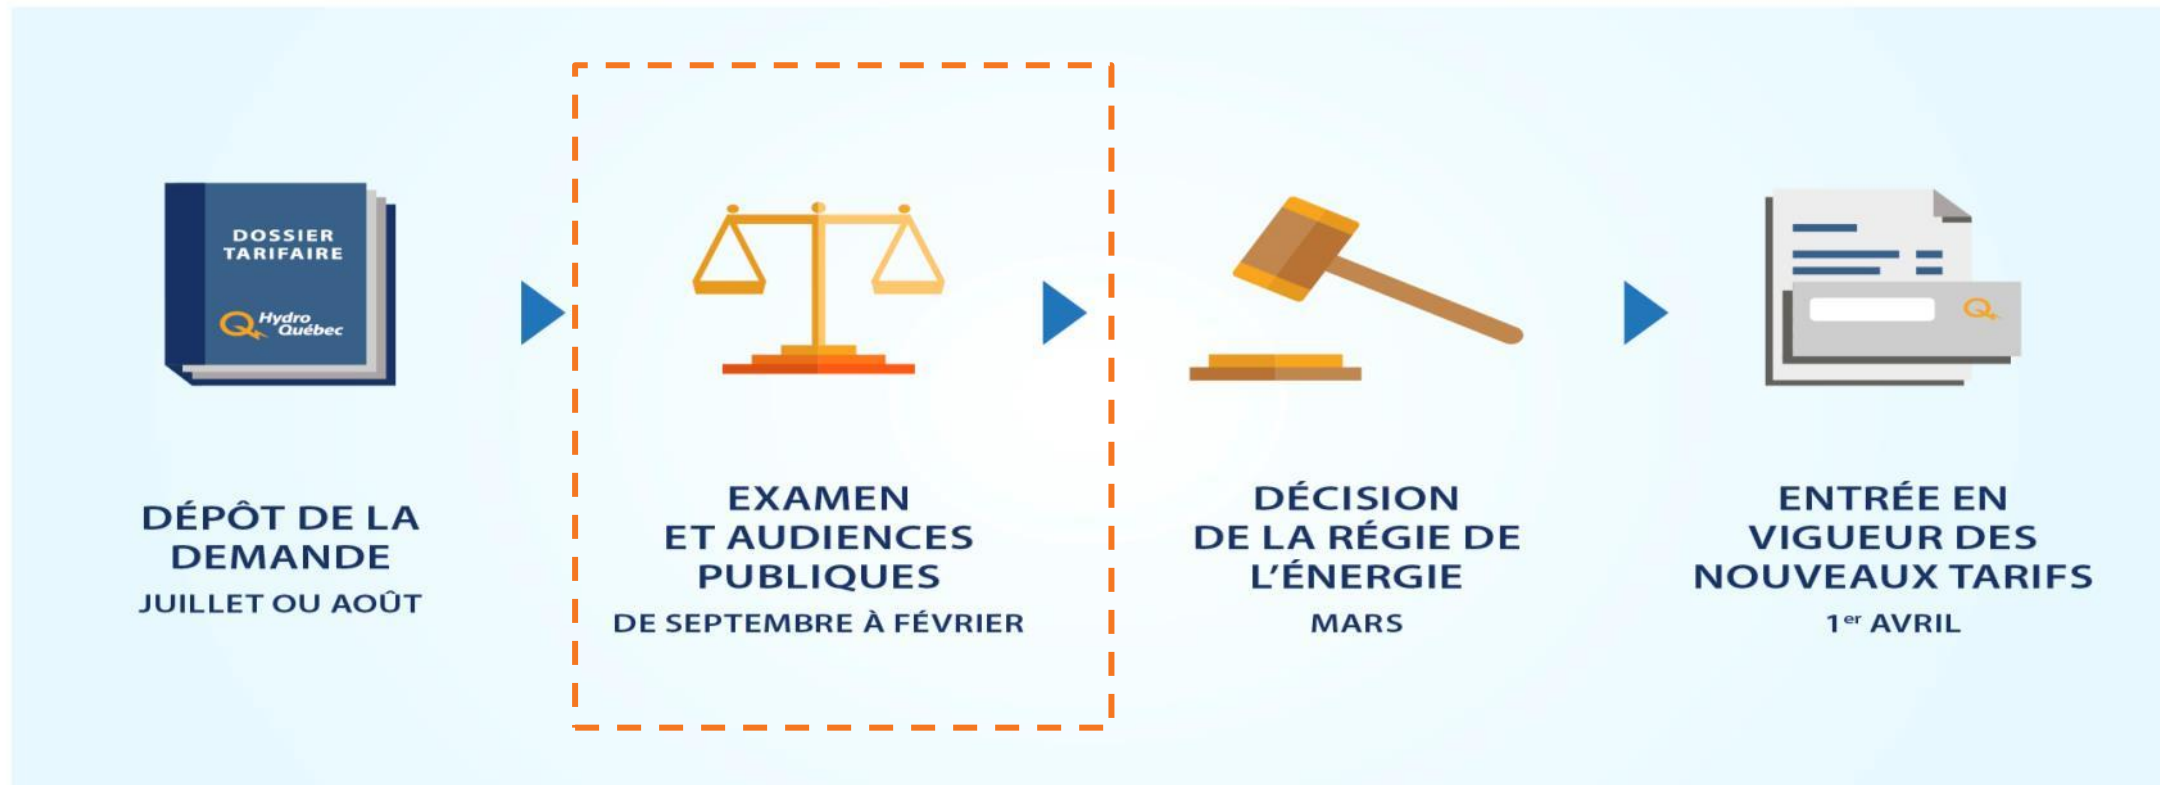 DOSSIER
TARIFAIRE
Hydro
Québec
DÉPÔT DE LA
DEMANDE
JUILLET OU AOÛT
EXAMEN
ET AUDIENCES
PUBLIQUES
DE SEPTEMBRE À FÉVRIER
DÉCISION
DE LA RÉGIE DE
L’ÉNERGIE
MARS
ENTRÉE EN
VIGUEUR DES
NOUVEAUX TARIFS
1er AVRIL